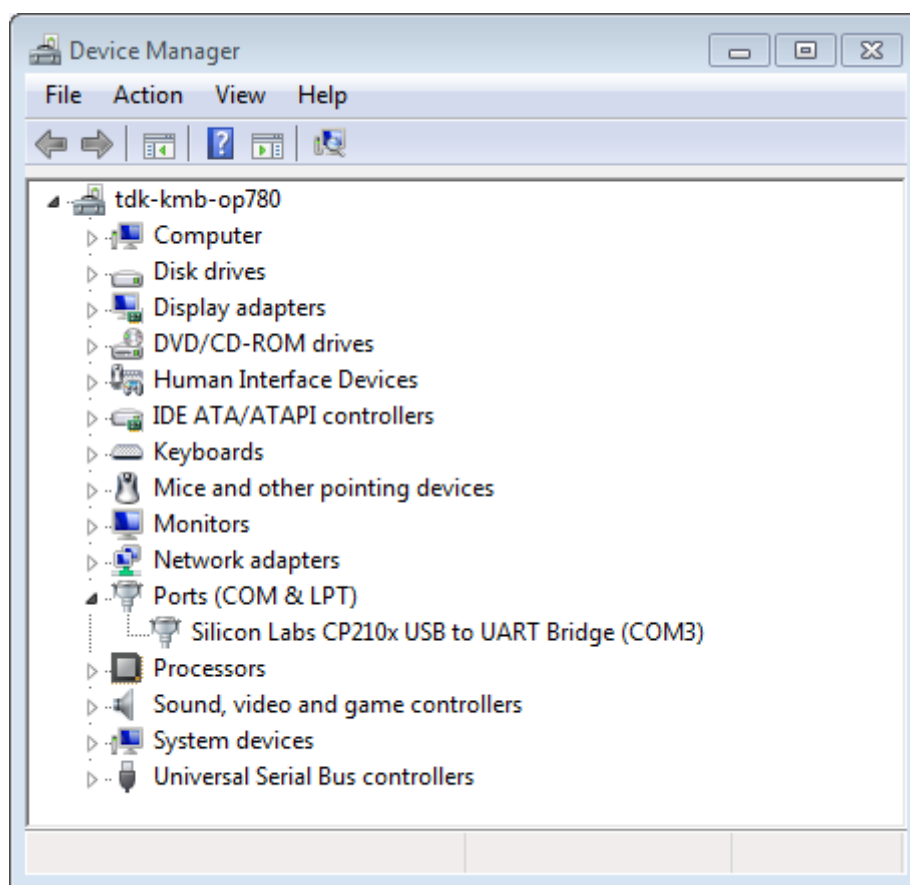 Device Manager
File Action View Help
?
tdk-kmb-op780
Computer
Disk drives
Display adapters
DVD/CD-ROM drives
Human Interface Devices
IDE ATA/ATAPI controllers
Keyboards
Mice and other pointing devices
Monitors
Network adapters
Ports (COM & LPT)
Silicon Labs CP210x USB to UART Bridge (COM3)
Processors
Sound, video and game controllers
System devices
Universal Serial Bus controllers